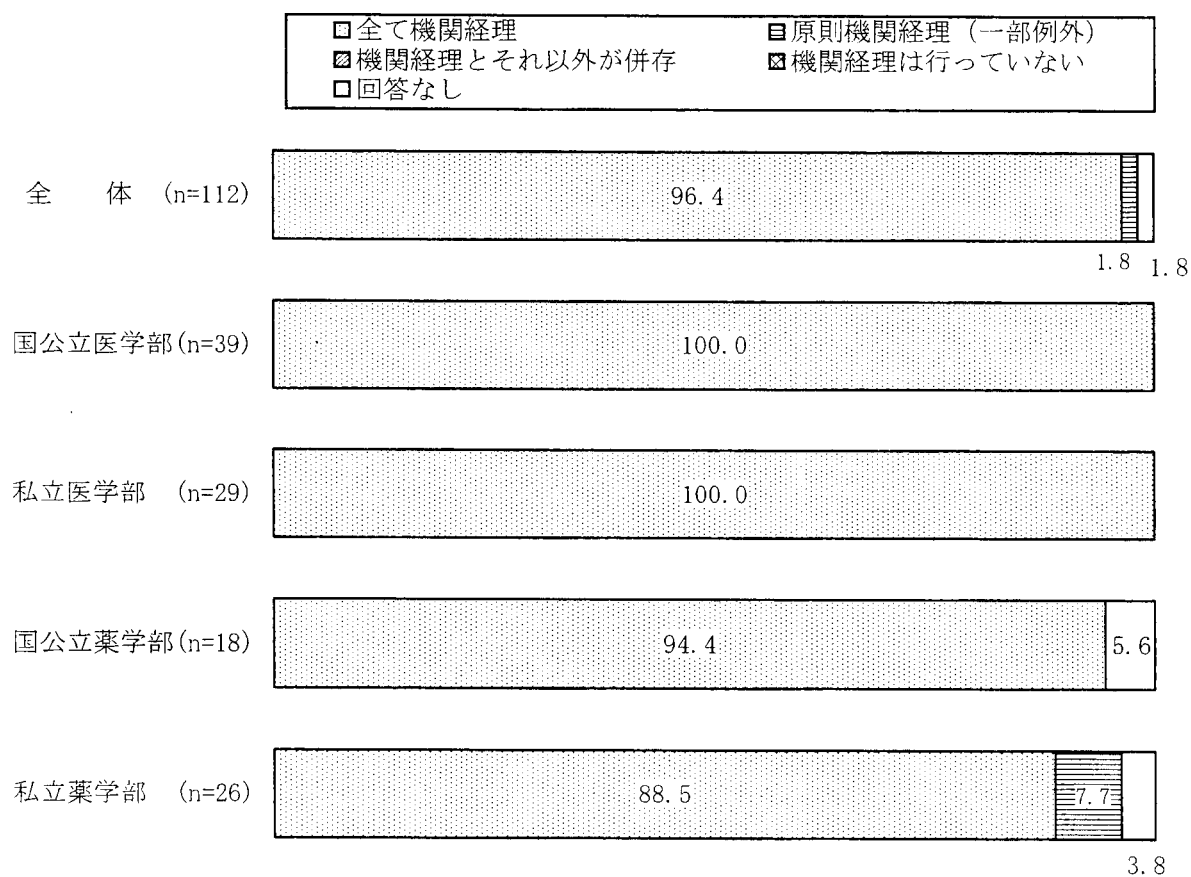 全て機関経理 原則機関経理（一部例外）
機関経理とそれ以外が併存 機関経理は行っていない
回答なし
全　体 (n=112) 96.4
1.8 1.8
国公立医学部(n=39) 100.0
私立医学部 (n=29) 100.0
国公立薬学部(n=18) 94.4 5.6
私立薬学部 (n=26) 88.5 7.7
3.8